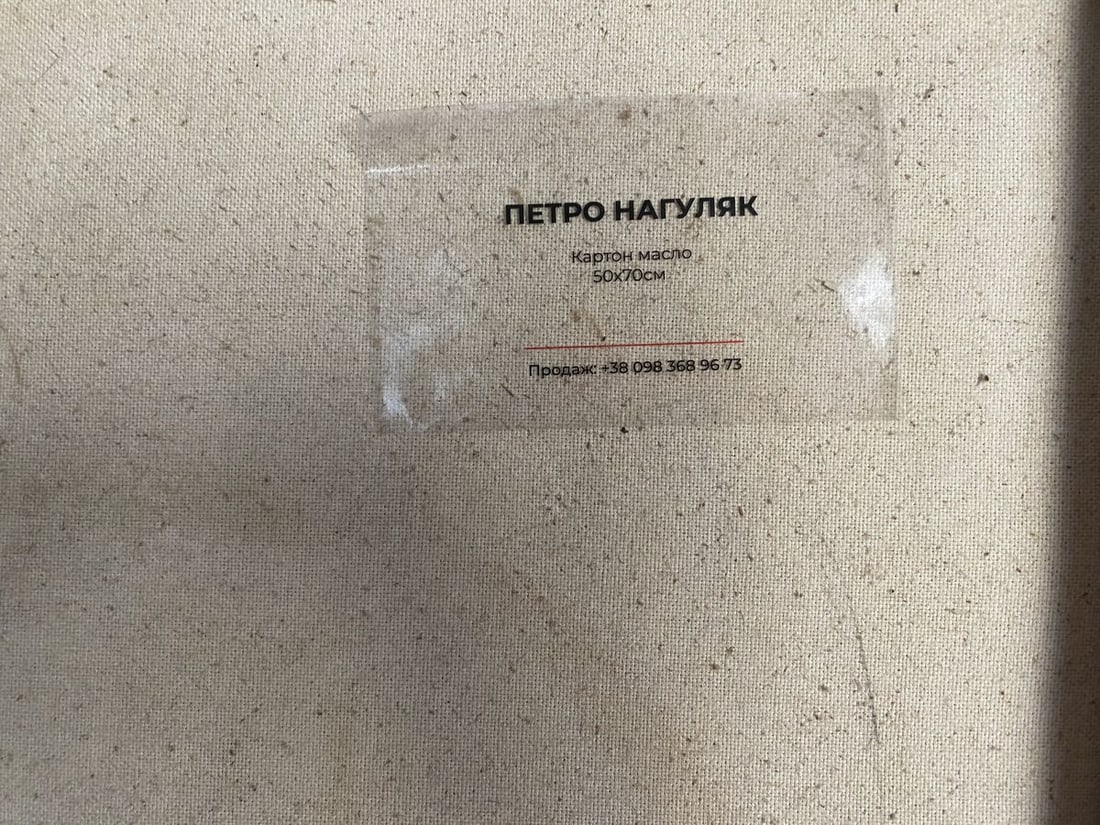 ПЕТРО НАГУЛЯК
Картон масло
50х70см
Продаж: +38 098 368 96 73